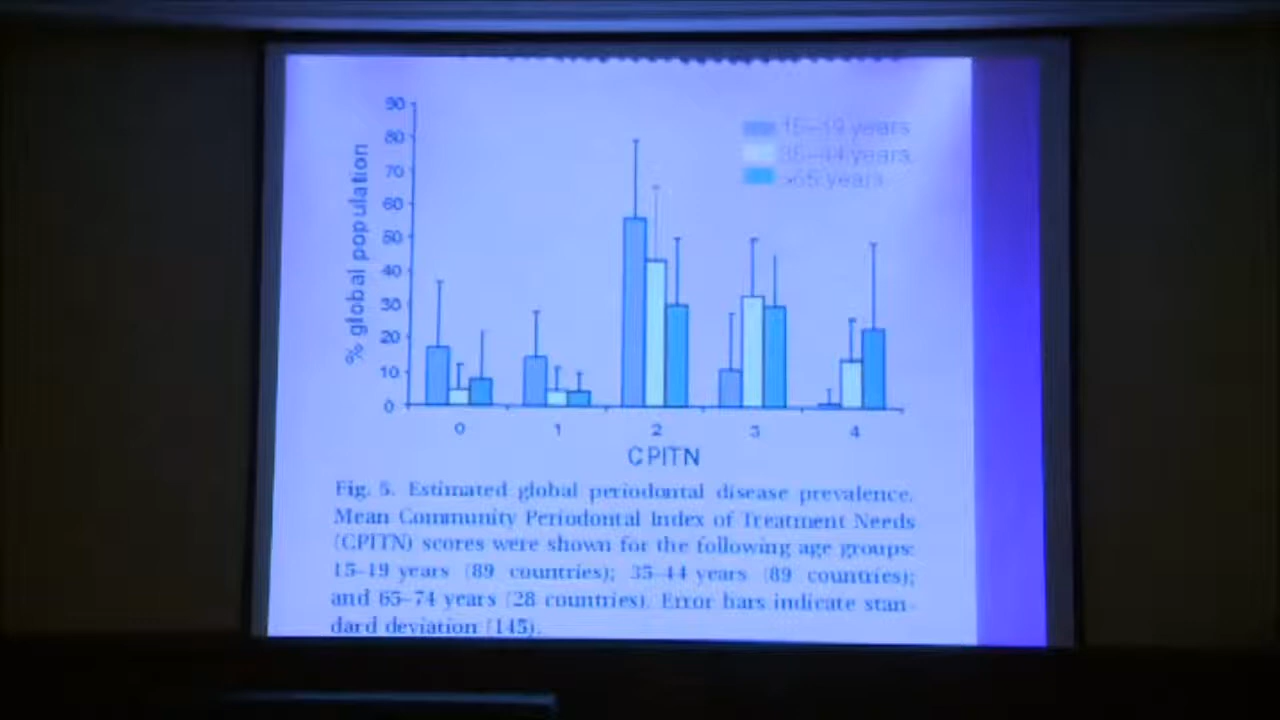 90
80
70
60
50
40
30
20
10
0
% global population
15–19 years
35–44 years
>65 years
0 1 2 3 4
CPITN
Fig. 5. Estimated global periodontal disease prevalence.
Mean Community Periodontal Index of Treatment Needs
(CPITN) scores were shown for the following age groups:
15–19 years (89 countries); 35–44 years (89 countries);
and 65–74 years (28 countries). Error bars indicate stan-
dard deviation (145).